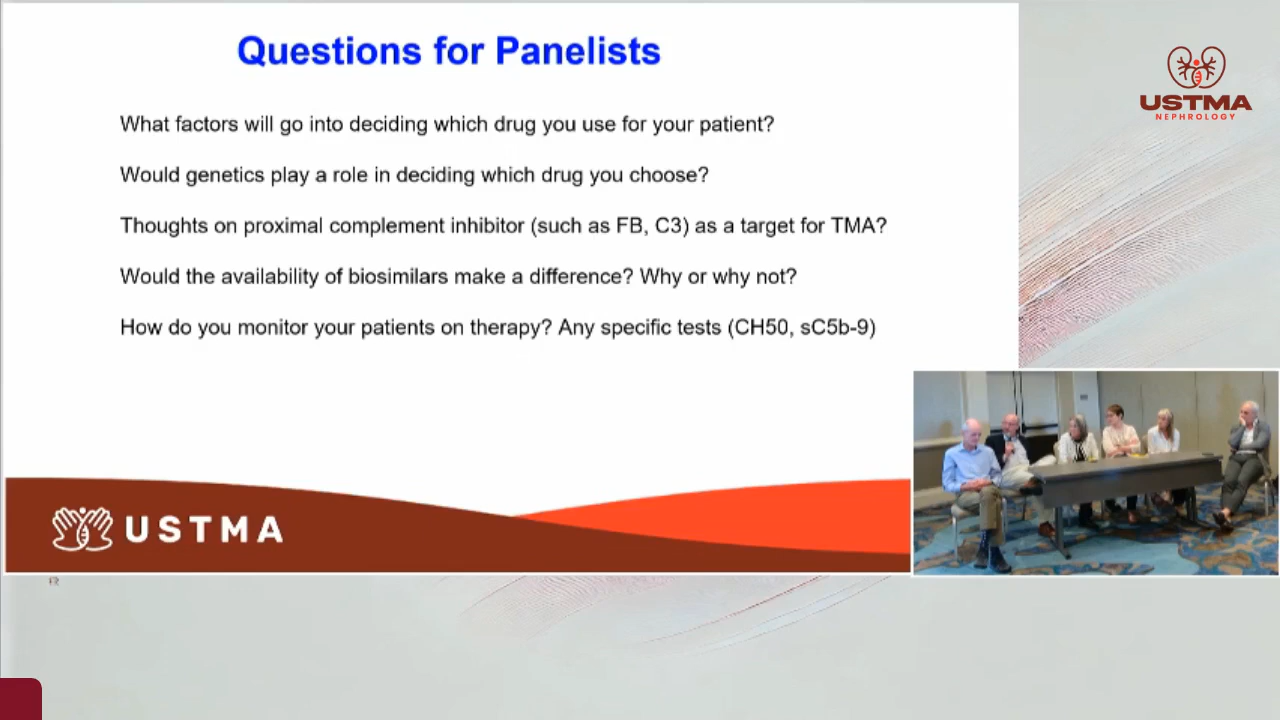 Questions for Panelists
What factors will go into deciding which drug you use for your patient?
Would genetics play a role in deciding which drug you choose?
Thoughts on proximal complement inhibitor (such as FB, C3) as a target for TMA?
Would the availability of biosimilars make a difference? Why or why not?
How do you monitor your patients on therapy? Any specific tests (CH50, sC5b-9)
USTMA
NEPHROLOGY
USTMA